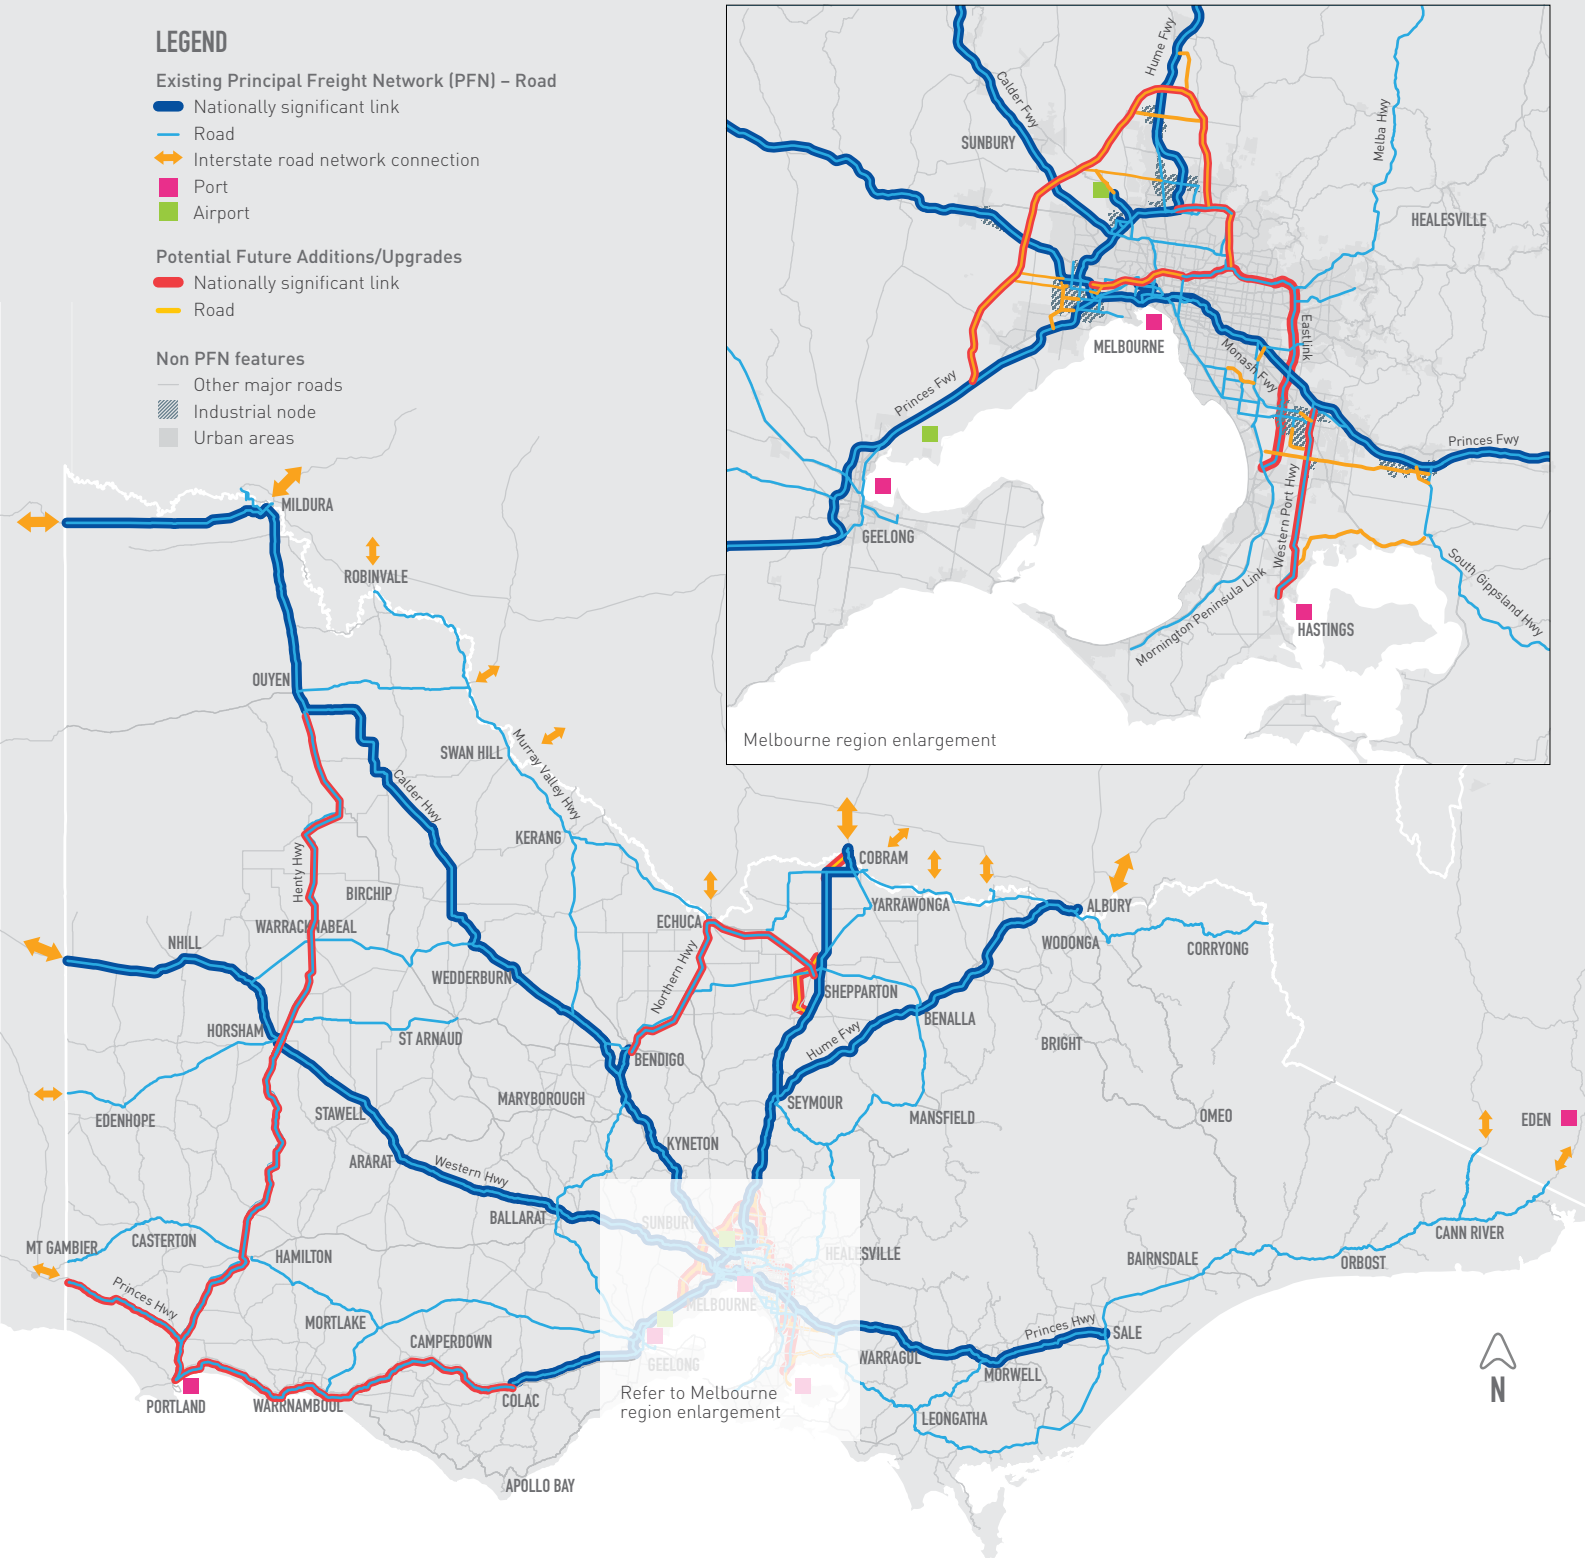 LEGEND
Existing Principal Freight Network (PFN) – Road
Nationally significant link
Road
Interstate road network connection
Port
Airport
Potential Future Additions/Upgrades
Nationally significant link
Road
Non PFN features
Other major roads
Industrial node
Urban areas
Hume Fwy
Calder Fwy
Melba Hwy
SUNBURY
HEALESVILLE
MELBOURNE
Eastlink
Monash Fwy
Princes Fwy
Princes Fwy
Western Port Hwy
GEELONG
Mornington Peninsula Link
South Gippsland Hwy
HASTINGS
Melbourne region enlargement
MILDURA
ROBINVALE
OUYEN
SWAN HILL
Murray Valley Hwy
Calder Hwy
KERANG
Henty Hwy
BIRCHIP
COBRAM
YARRAWONGA
ALBURY
ECHUCA
WARRACKNABEAL
NHILL
WODONGA
CORRYONG
Northern Hwy
WEDDERBURN
SHEPPARTON
BENALLA
HORSHAM
ST ARNAUD
Hume Fwy
BRIGHT
BENDIGO
MARYBOROUGH
SEYMOUR
MANSFIELD
OMEO
EDEN
EDENHOPE
STAWELL
KYNETON
ARARAT
Western Hwy
BALLARAT
SUNBURY
CASTERTON
MT GAMBIER
HAMILTON
HEALESVILLE
CANN RIVER
BAIRNSDALE
ORBOST
Princes Hwy
MELBOURNE
MORTLAKE
CAMPERDOWN
Princes Hwy
SALE
GEELONG
WARRAGUL
MORWELL
Refer to Melbourne
region enlargement
COLAC
PORTLAND
WARRNAMBOOL
LEONGATHA
APOLLO BAY
N